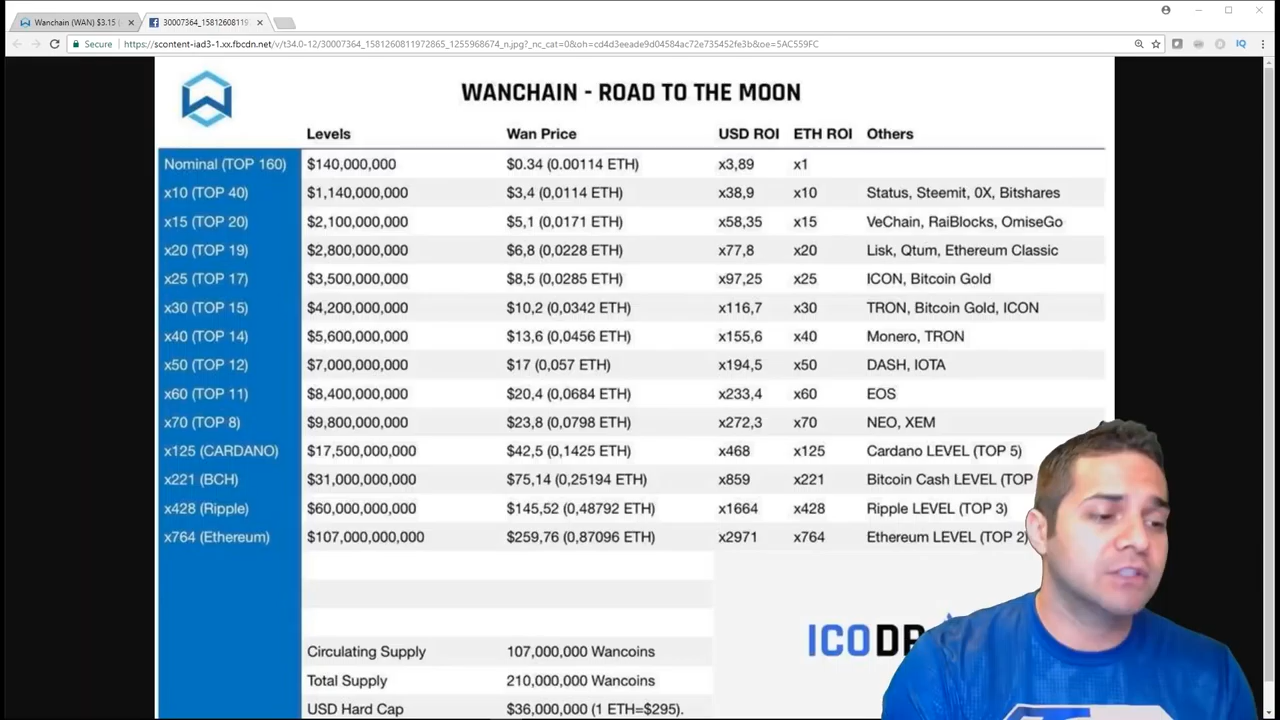 Wanchain (WAN) $3.15
30007364_1581260811972
Secure
https://scontent-iad3-1.xx.fbcdn.net/v/t34.0-12/30007364_1581260811972865_1255968674_n.jpg?_nc_cat=0&oh=cd4d3eeade9d04584ac72e735452fe3b&oe=5AC559FC
WANCHAIN - ROAD TO THE MOON
Levels Wan Price USD ROI ETH ROI Others
Nominal (TOP 160) $140,000,000 $0.34 (0.00114 ETH) x3,89 x1
x10 (TOP 40) $1,140,000,000 $3,4 (0,0114 ETH) x38,9 x10 Status, Steemit, 0X, Bitshares
x15 (TOP 20) $2,100,000,000 $5,1 (0,0171 ETH) x58,35 x15 VeChain, RaiBlocks, OmiseGo
x20 (TOP 19) $2,800,000,000 $6,8 (0,0228 ETH) x77,8 x20 Lisk, Qtum, Ethereum Classic
x25 (TOP 17) $3,500,000,000 $8,5 (0,0285 ETH) x97,25 x25 ICON, Bitcoin Gold
x30 (TOP 15) $4,200,000,000 $10,2 (0,0342 ETH) x116,7 x30 TRON, Bitcoin Gold, ICON
x40 (TOP 14) $5,600,000,000 $13,6 (0,0456 ETH) x155,6 x40 Monero, TRON
x50 (TOP 12) $7,000,000,000 $17 (0,057 ETH) x194,5 x50 DASH, IOTA
x60 (TOP 11) $8,400,000,000 $20,4 (0,0684 ETH) x233,4 x60 EOS
x70 (TOP 8) $9,800,000,000 $23,8 (0,0798 ETH) x272,3 x70 NEO, XEM
x125 (CARDANO) $17,500,000,000 $42,5 (0,1425 ETH) x468 x125 Cardano LEVEL (TOP 5)
x221 (BCH) $31,000,000,000 $75,14 (0,25194 ETH) x859 x221 Bitcoin Cash LEVEL (TOP
x428 (Ripple) $60,000,000,000 $145,52 (0,48792 ETH) x1664 x428 Ripple LEVEL (TOP 3)
x764 (Ethereum) $107,000,000,000 $259,76 (0,87096 ETH) x2971 x764 Ethereum LEVEL (TOP 2)
ICODR
Circulating Supply 107,000,000 Wancoins
Total Supply 210,000,000 Wancoins
USD Hard Cap $36,000,000 (1 ETH=$295).